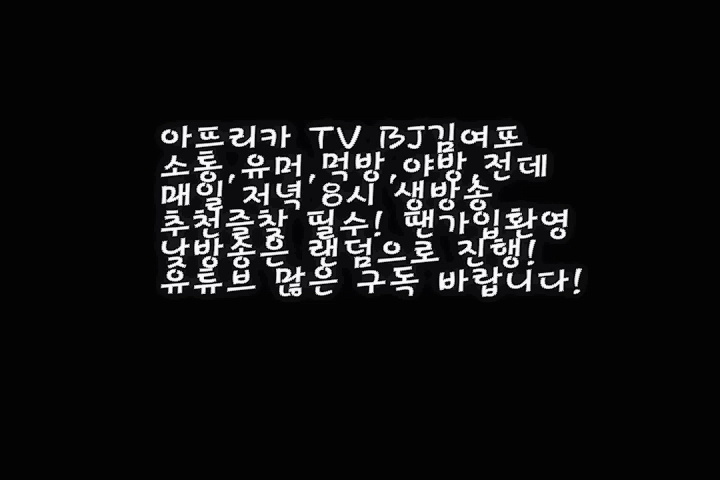 아프리카 TV BJ김여또
소통,유머,먹방,야방,전데
매일 저녁 8시 생방송
추천즐찾 필수! 팬가입환영
낮방송은 랜덤으로 진행!
유튜브 많은 구독 바랍니다!